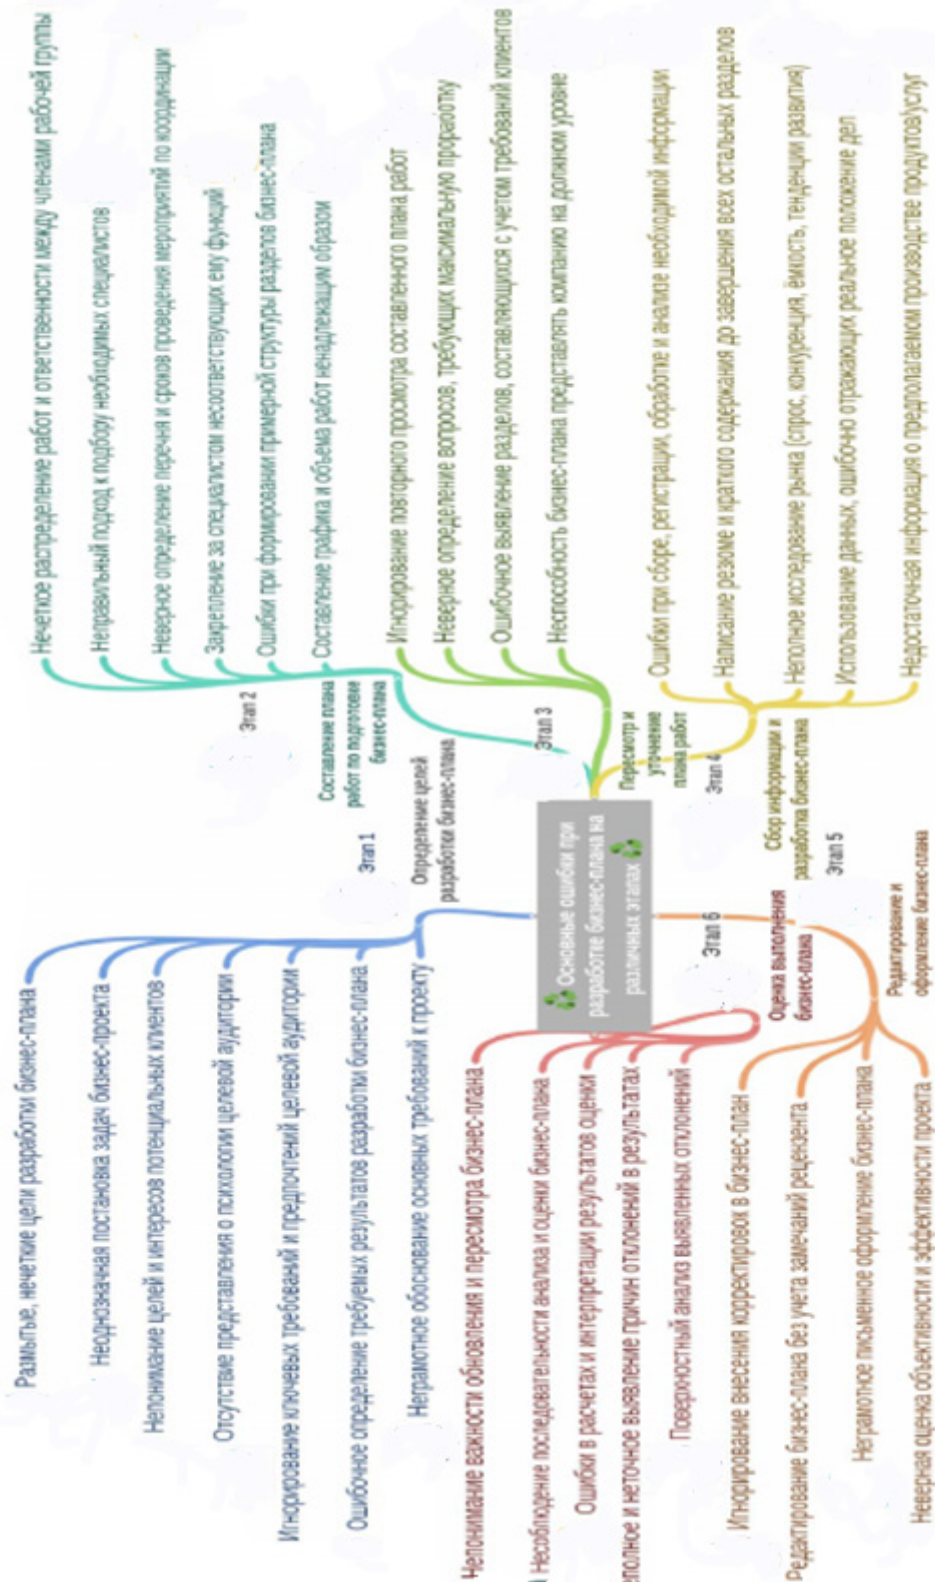 Основные ошибки при
разработке бизнес-плана на
различных этапах
Этап 1
Определение целей
разработки бизнес-плана
Размытые, нечеткие цели разработки бизнес-плана
Неоднозначная постановка задач бизнес-проекта
Непонимание целей и интересов потенциальных клиентов
Отсутствие представления о психологии целевой аудитории
Игнорирование ключевых требований и предпочтений целевой аудитории
Ошибочное определение требуемых результатов разработки бизнес-плана
Неграмотное обоснование основных требований к проекту
Этап 2
Составление плана
работ по подготовке
бизнес-плана
Нечеткое распределение работ и ответственности между членами рабочей группы
Неправильный подход к подбору необходимых специалистов
Неверное определение перечня и сроков проведения мероприятий по координации
Закрепление за специалистом несоответствующих ему функций
Ошибки при формировании примерной структуры разделов бизнес-плана
Составление графика и объема работ ненадлежащим образом
Этап 3
Пересмотр и
уточнение
плана работ
Игнорирование повторного просмотра составленного плана работ
Неверное определение вопросов, требующих максимальную проработку
Ошибочное выявление разделов, составляющихся с учетом требований клиентов
Неспособность бизнес-плана представлять компанию на должном уровне
Этап 4
Сбор информации и
разработка бизнес-плана
Ошибки при сборе, регистрации, обработке и анализе необходимой информации
Написание резюме и краткого содержания до завершения всех остальных разделов
Неполное исследование рынка (спрос, конкуренция, ёмкость, тенденции развития)
Использование данных, ошибочно отражающих реальное положение дел
Недостаточная информация о предполагаемом производстве продуктов/услуг
Этап 5
Редактирование и
оформление бизнес-плана
Игнорирование внесения корректировок в бизнес-план
Редактирование бизнес-плана без учета замечаний рецензента
Неграмотное письменное оформление бизнес-плана
Неверная оценка объективности и эффективности проекта
Этап 6
Оценка выполнения
бизнес-плана
Непонимание важности обновления и пересмотра бизнес-плана
) Несоблюдение последовательности анализа и оценки бизнес-плана
Ошибки в расчетах и интерпретации результатов оценки
еполное и неточное выявление причин отклонений в результатах
Поверхностный анализ выявленных отклонений